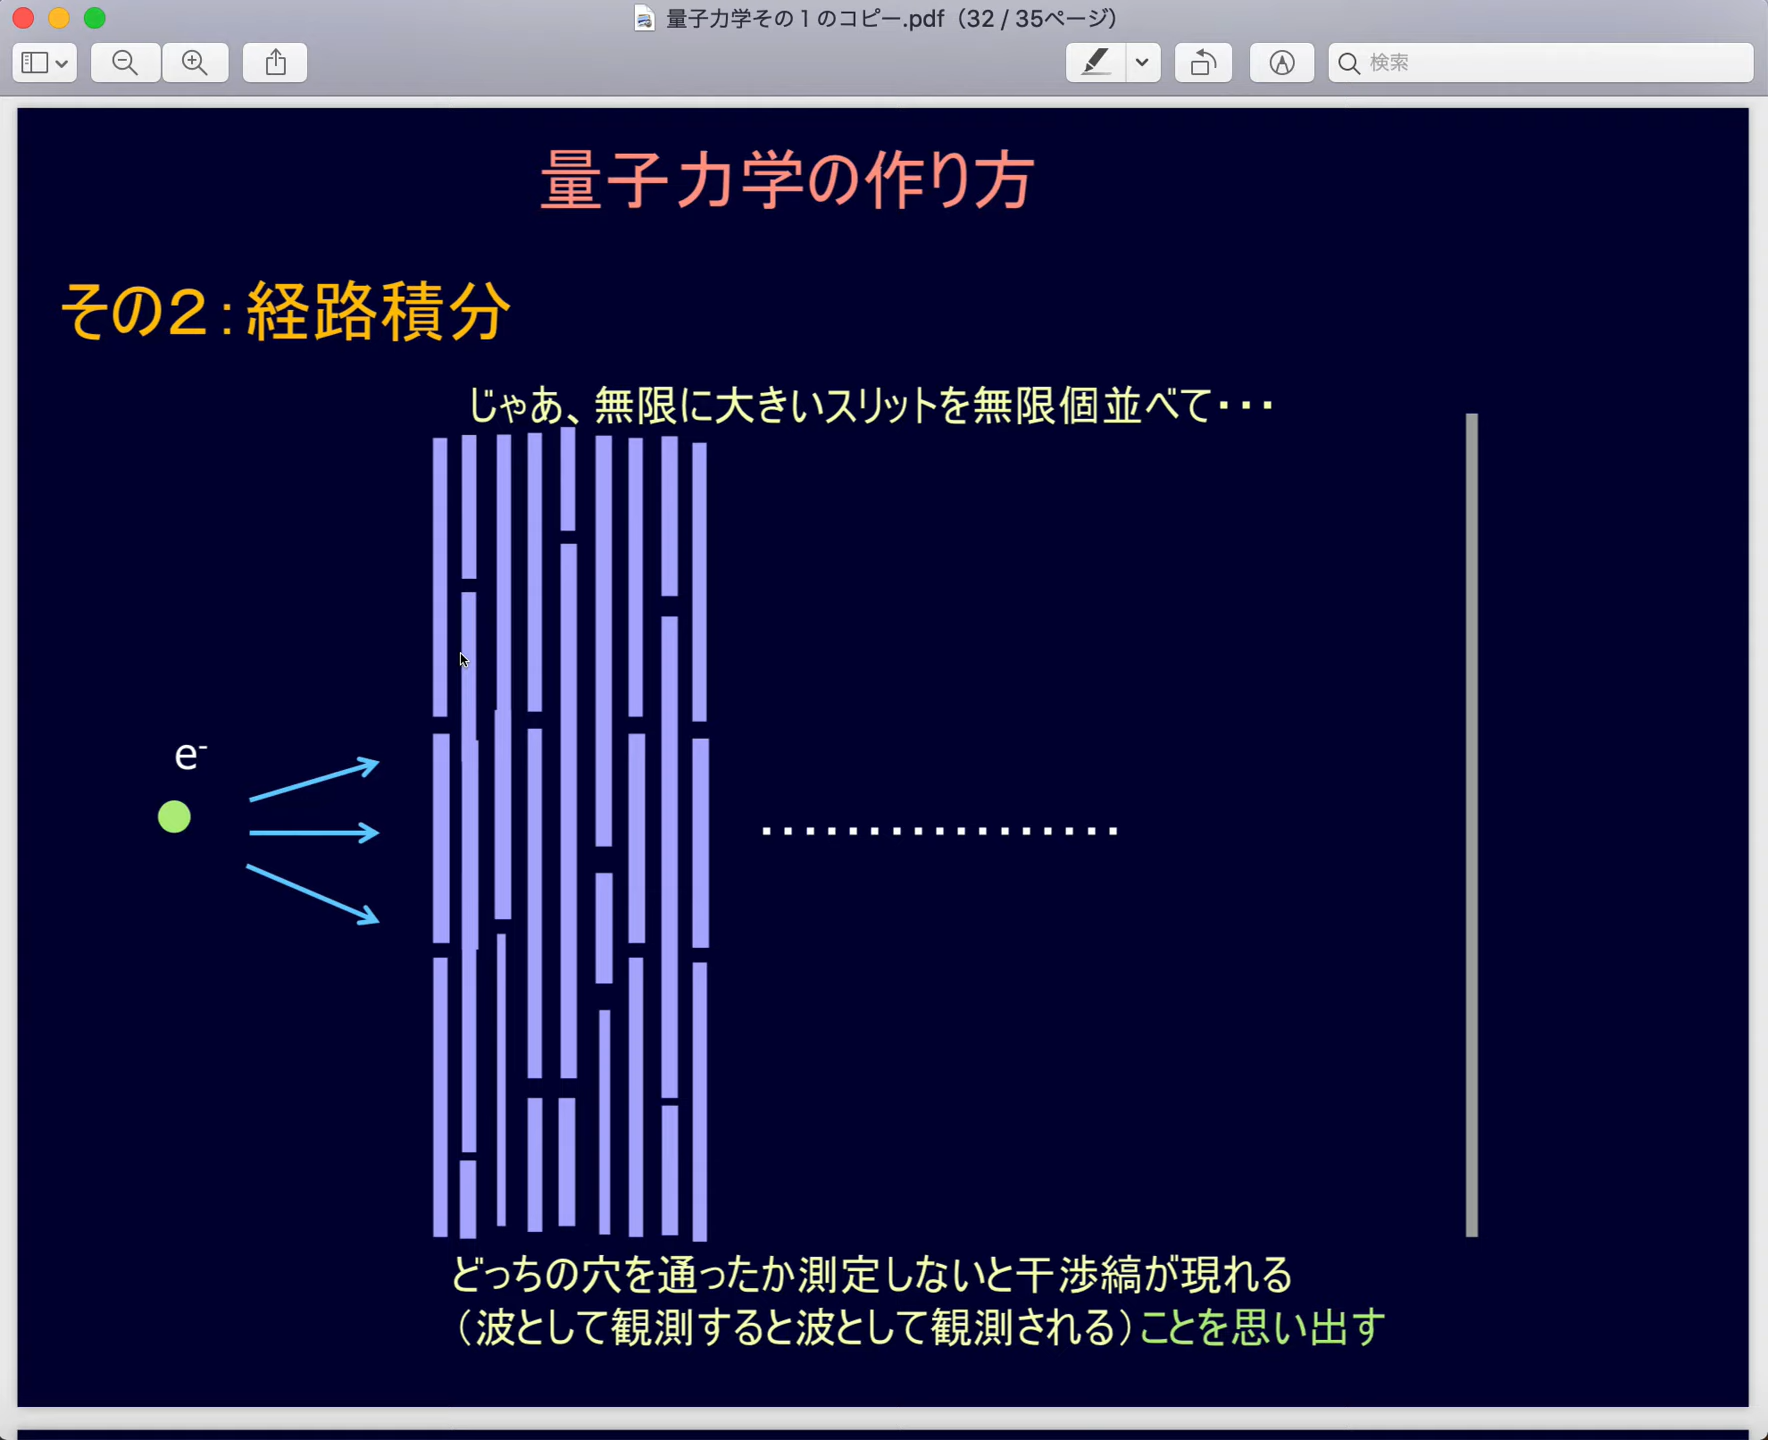 量子力学その１のコピー.pdf（32 / 35ページ）
検索
量子力学の作り方
その２：経路積分
じゃあ、無限に大きいスリットを無限個並べて・・・
e-
................
どっちの穴を通ったか測定しないと干渉縞が現れる
（波として観測すると波として観測される）ことを思い出す